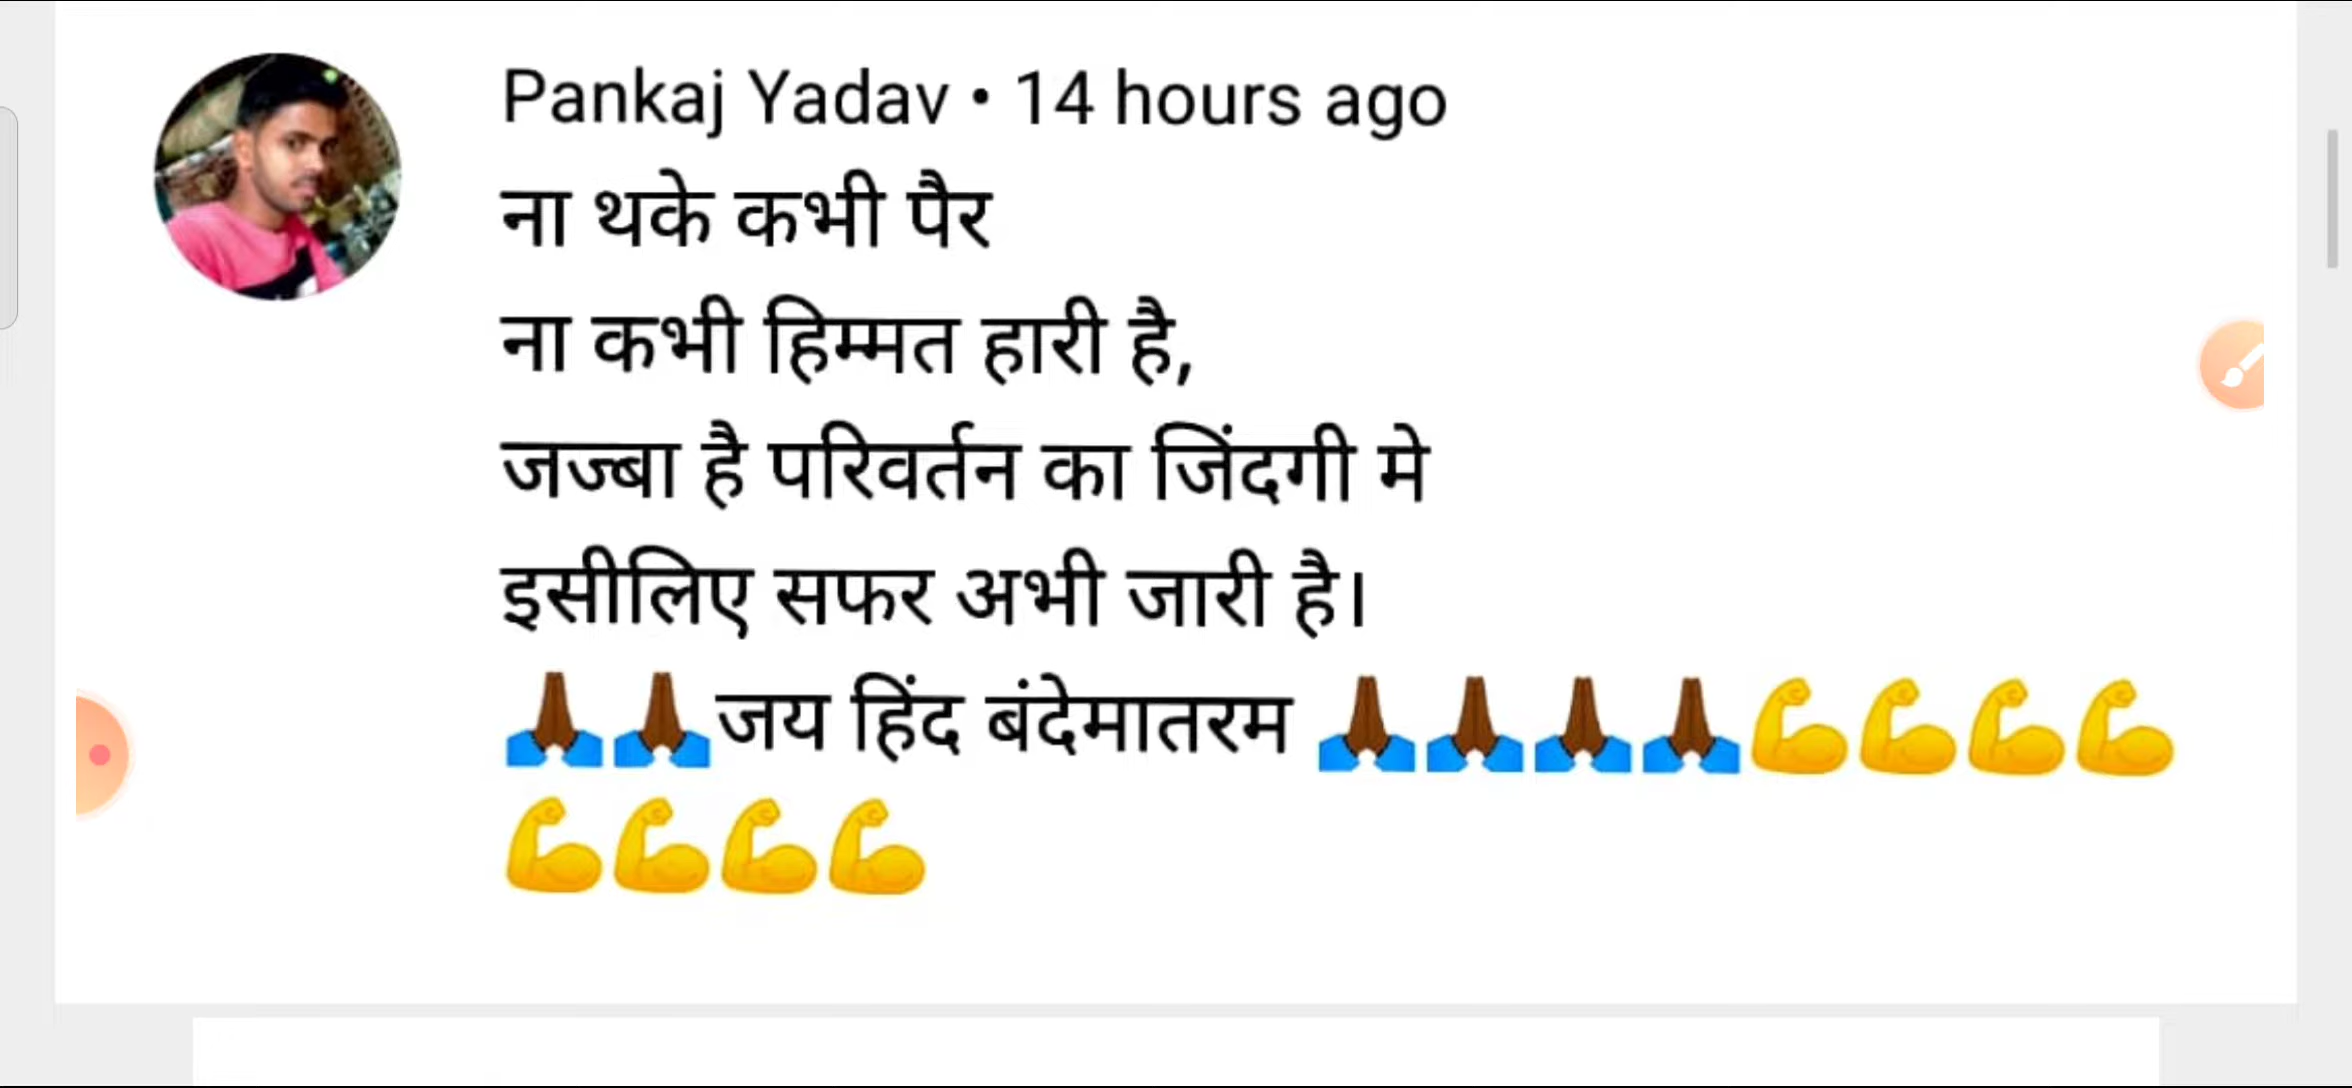 Pankaj Yadav • 14 hours ago
ना थके कभी पैर
ना कभी हिम्मत हारी है,
जज्बा है परिवर्तन का जिंदगी मे
इसीलिए सफर अभी जारी है।
🙏🏾🙏🏾जय हिंद बंदेमातरम 🙏🏾🙏🏾🙏🏾🙏🏾💪💪💪💪
💪💪💪💪